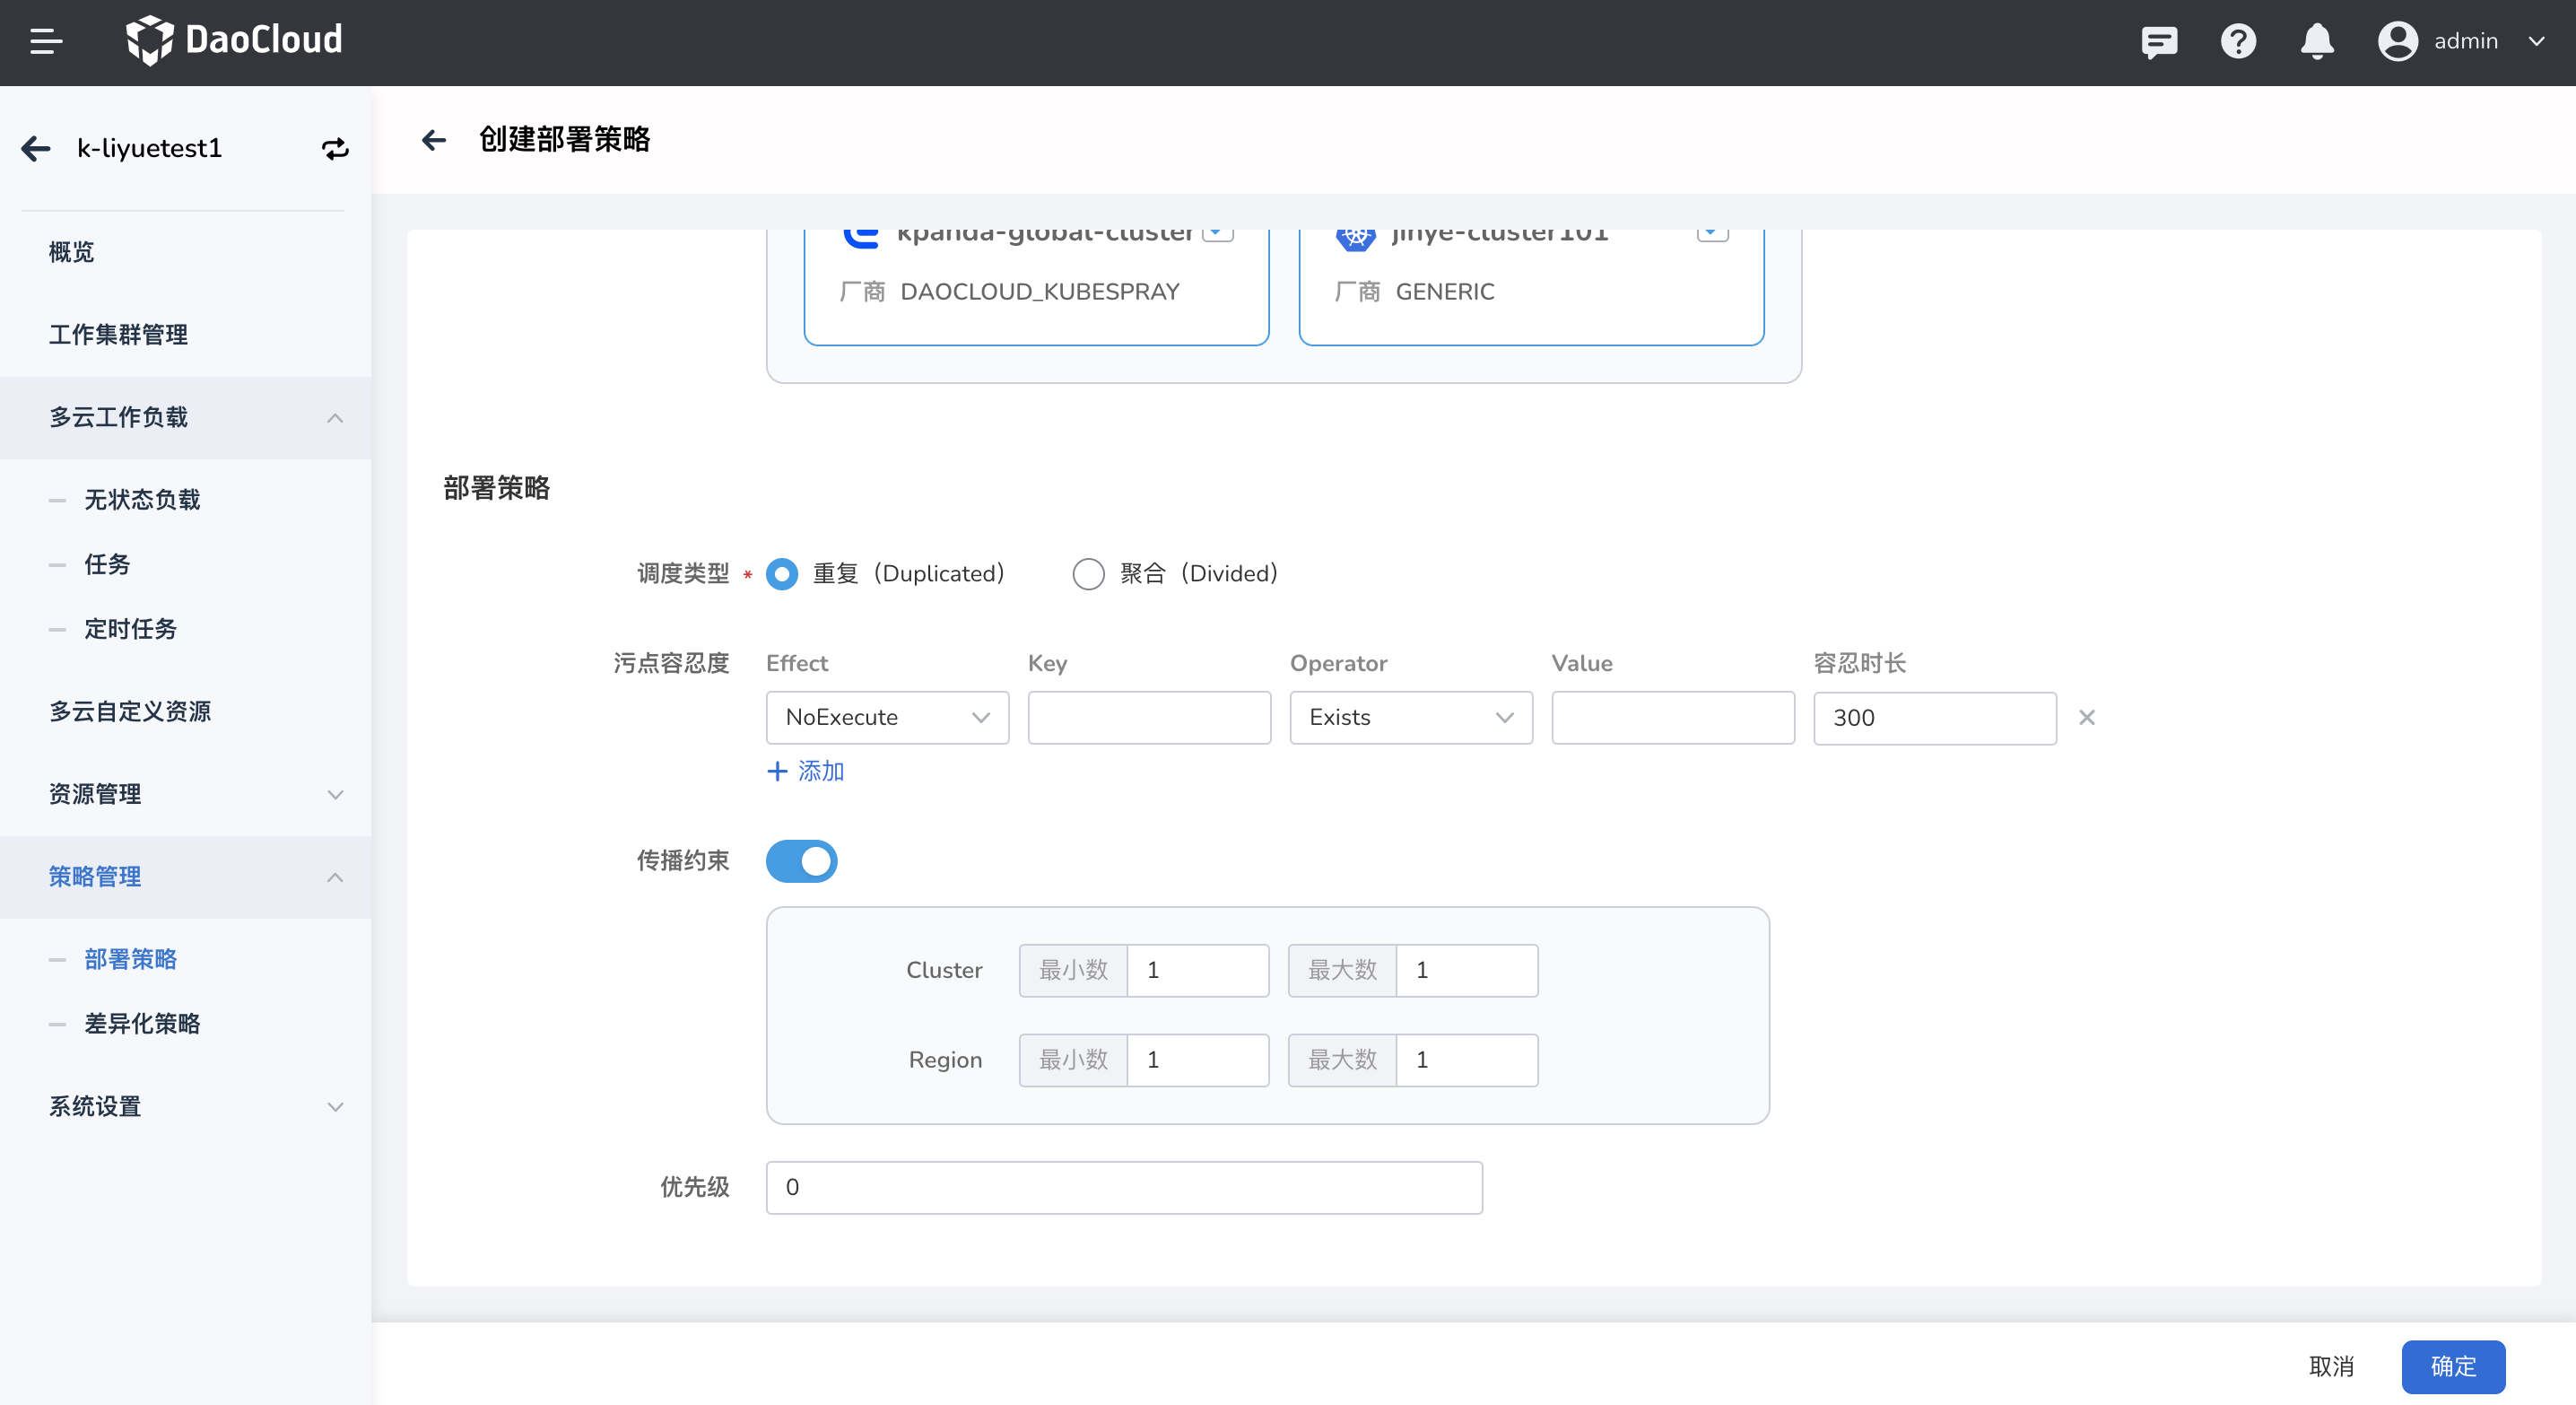 DaoCloud
admin
k-liyuetest1
概览
工作集群管理
多云工作负载
无状态负载
任务
定时任务
多云自定义资源
资源管理
策略管理
部署策略
差异化策略
系统设置
创建部署策略
kpanda-global-cluster
jinye-cluster101
厂商 DAOCLOUD_KUBESPRAY
厂商 GENERIC
部署策略
调度类型 * 重复（Duplicated） 聚合（Divided）
污点容忍度 Effect Key Operator Value 容忍时长
NoExecute Exists 300
+ 添加
传播约束
Cluster 最小数 1 最大数 1
Region 最小数 1 最大数 1
优先级 0
取消 确定